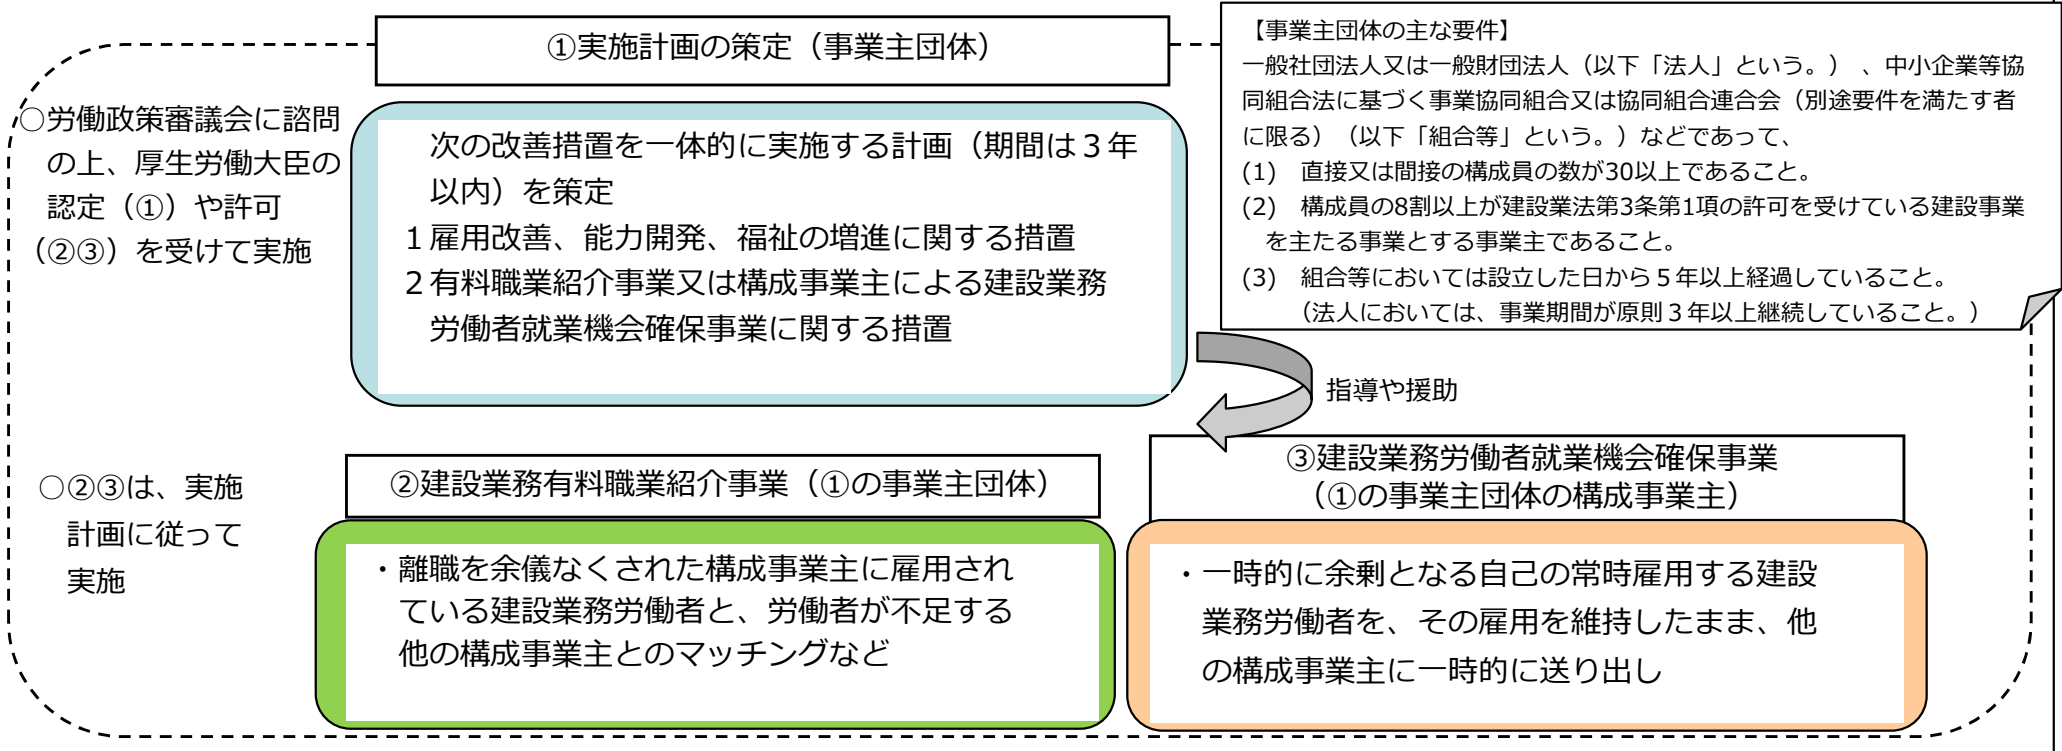 ①実施計画の策定（事業主団体）
【事業主団体の主な要件】
一般社団法人又は一般財団法人（以下「法人」という。）、中小企業等協
同組合法に基づく事業協同組合又は協同組合連合会（別途要件を満たす者
に限る）（以下「組合等」という。）などであって、
(1) 直接又は間接の構成員の数が30以上であること。
(2) 構成員の8割以上が建設業法第3条第1項の許可を受けている建設事業
を主たる事業とする事業主であること。
(3) 組合等においては設立した日から５年以上経過していること。
（法人においては、事業期間が原則３年以上継続していること。）
○労働政策審議会に諮問
の上、厚生労働大臣の
認定（①）や許可
（②③）を受けて実施
次の改善措置を一体的に実施する計画（期間は３年
以内）を策定
１雇用改善、能力開発、福祉の増進に関する措置
２有料職業紹介事業又は構成事業主による建設業務
労働者就業機会確保事業に関する措置
指導や援助
○②③は、実施
計画に従って
実施
②建設業務有料職業紹介事業（①の事業主団体）
・離職を余儀なくされた構成事業主に雇用され
ている建設業務労働者と、労働者が不足する
他の構成事業主とのマッチングなど
③建設業務労働者就業機会確保事業
（①の事業主団体の構成事業主）
・一時的に余剰となる自己の常時雇用する建設
業務労働者を、その雇用を維持したまま、他
の構成事業主に一時的に送り出し